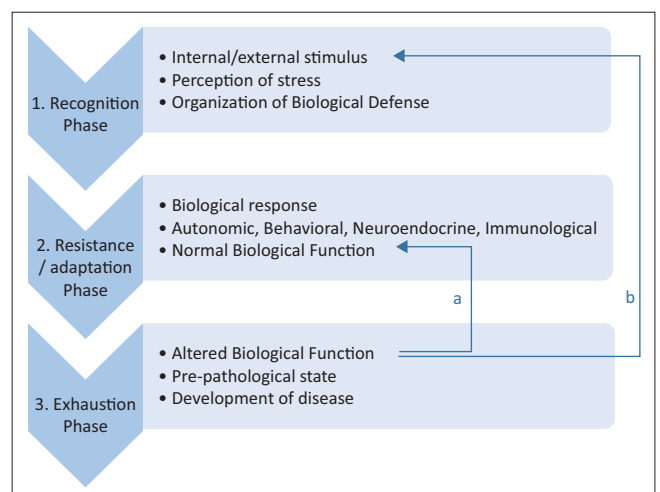 1. Recognition
Phase
• Internal/external stimulus
• Perception of stress
• Organization of Biological Defense
2. Resistance
/ adaptation
Phase
• Biological response
• Autonomic, Behavioral, Neuroendocrine, Immunological
• Normal Biological Function
a
b
3. Exhaustion
Phase
• Altered Biological Function
• Pre-pathological state
• Development of disease